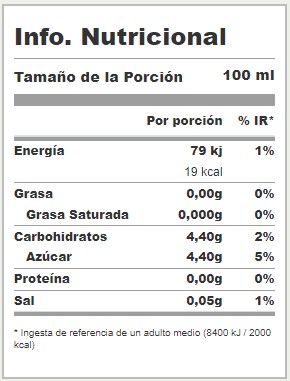 Info. Nutricional
Tamaño de la Porción 100 ml
Por porción % IR*
Energía 79 kj 1%
19 kcal
Grasa 0,00g 0%
Grasa Saturada 0,000g 0%
Carbohidratos 4,40g 2%
Azúcar 4,40g 5%
Proteína 0,00g 0%
Sal 0,05g 1%
* Ingesta de referencia de un adulto medio (8400 kJ / 2000
kcal)